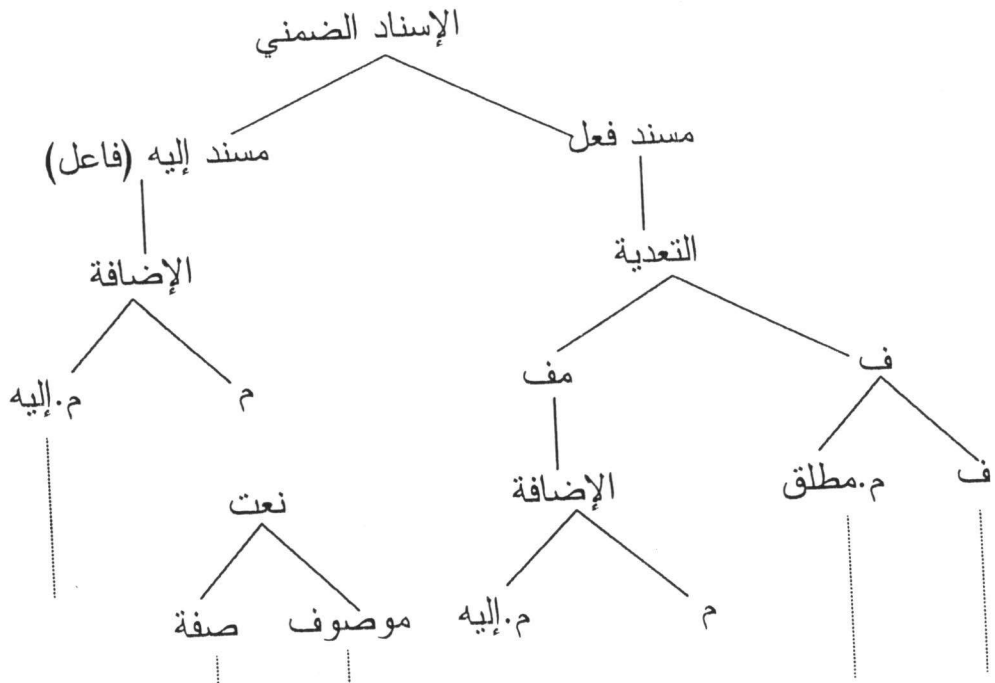 الإسناد الضمني
مسند فعل
مسند إليه (فاعل)
التعدية
الإضافة
ف
مف
م
م.إليه
ف
م.مطلق
الإضافة
نعت
م
م.إليه
موصوف
صفة